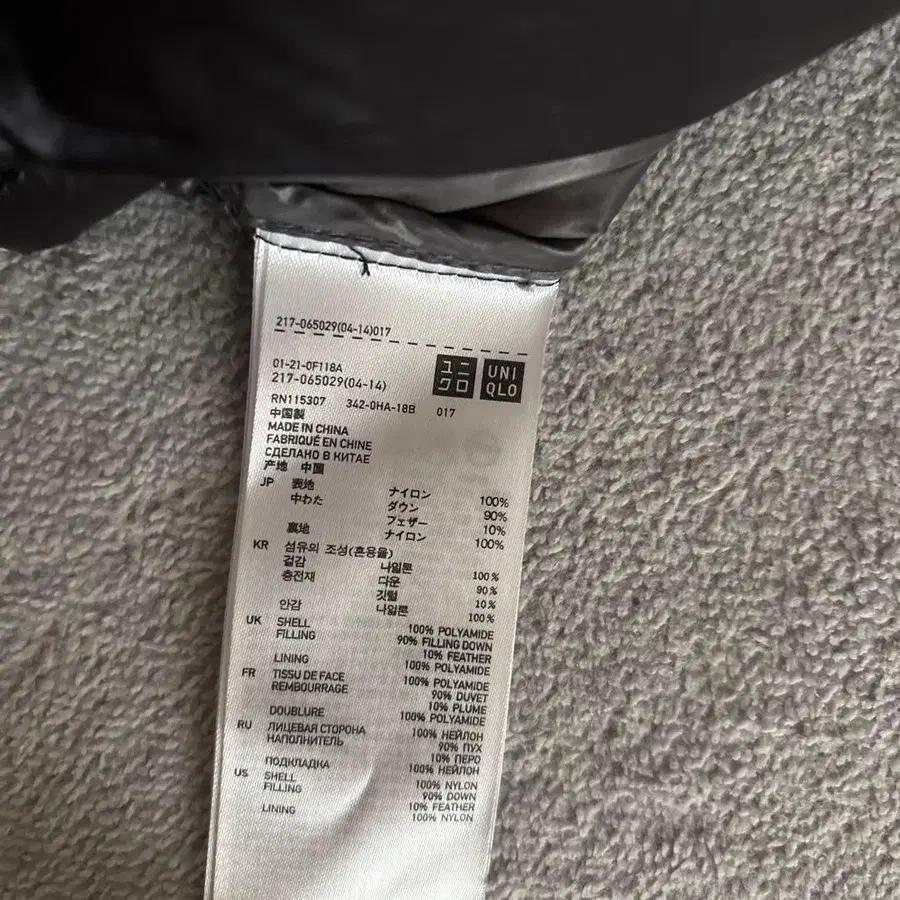 217-065029(04-14)017
01-21-0F118A
217-065029(04-14)
ユニクロ
UNIQLO
RN115307 342-0HA-18B 017
中国製
MADE IN CHINA
FABRIQUÉ EN CHINE
СДЕЛАНО В КИТАЕ
产地 中国
JP 表地 ナイロン 100%
中わた ダウン 90%
フェザー 10%
裏地 ナイロン 100%
KR 섬유의 조성(혼용율)
겉감 나일론 100%
충전재 다운 90%
깃털 10%
안감 나일론 100%
UK SHELL 100% POLYAMIDE
FILLING 90% FILLING DOWN
10% FEATHER
LINING 100% POLYAMIDE
FR TISSU DE FACE 100% POLYAMIDE
REMBOURRAGE 90% DUVET
10% PLUME
DOUBLURE 100% POLYAMIDE
RU ЛИЦЕВАЯ СТОРОНА 100% НЕЙЛОН
НАПОЛНИТЕЛЬ 90% ПУХ
10% ПЕРО
ПОДКЛАДКА 100% НЕЙЛОН
US SHELL 100% NYLON
FILLING 90% DOWN
10% FEATHER
LINING 100% NYLON